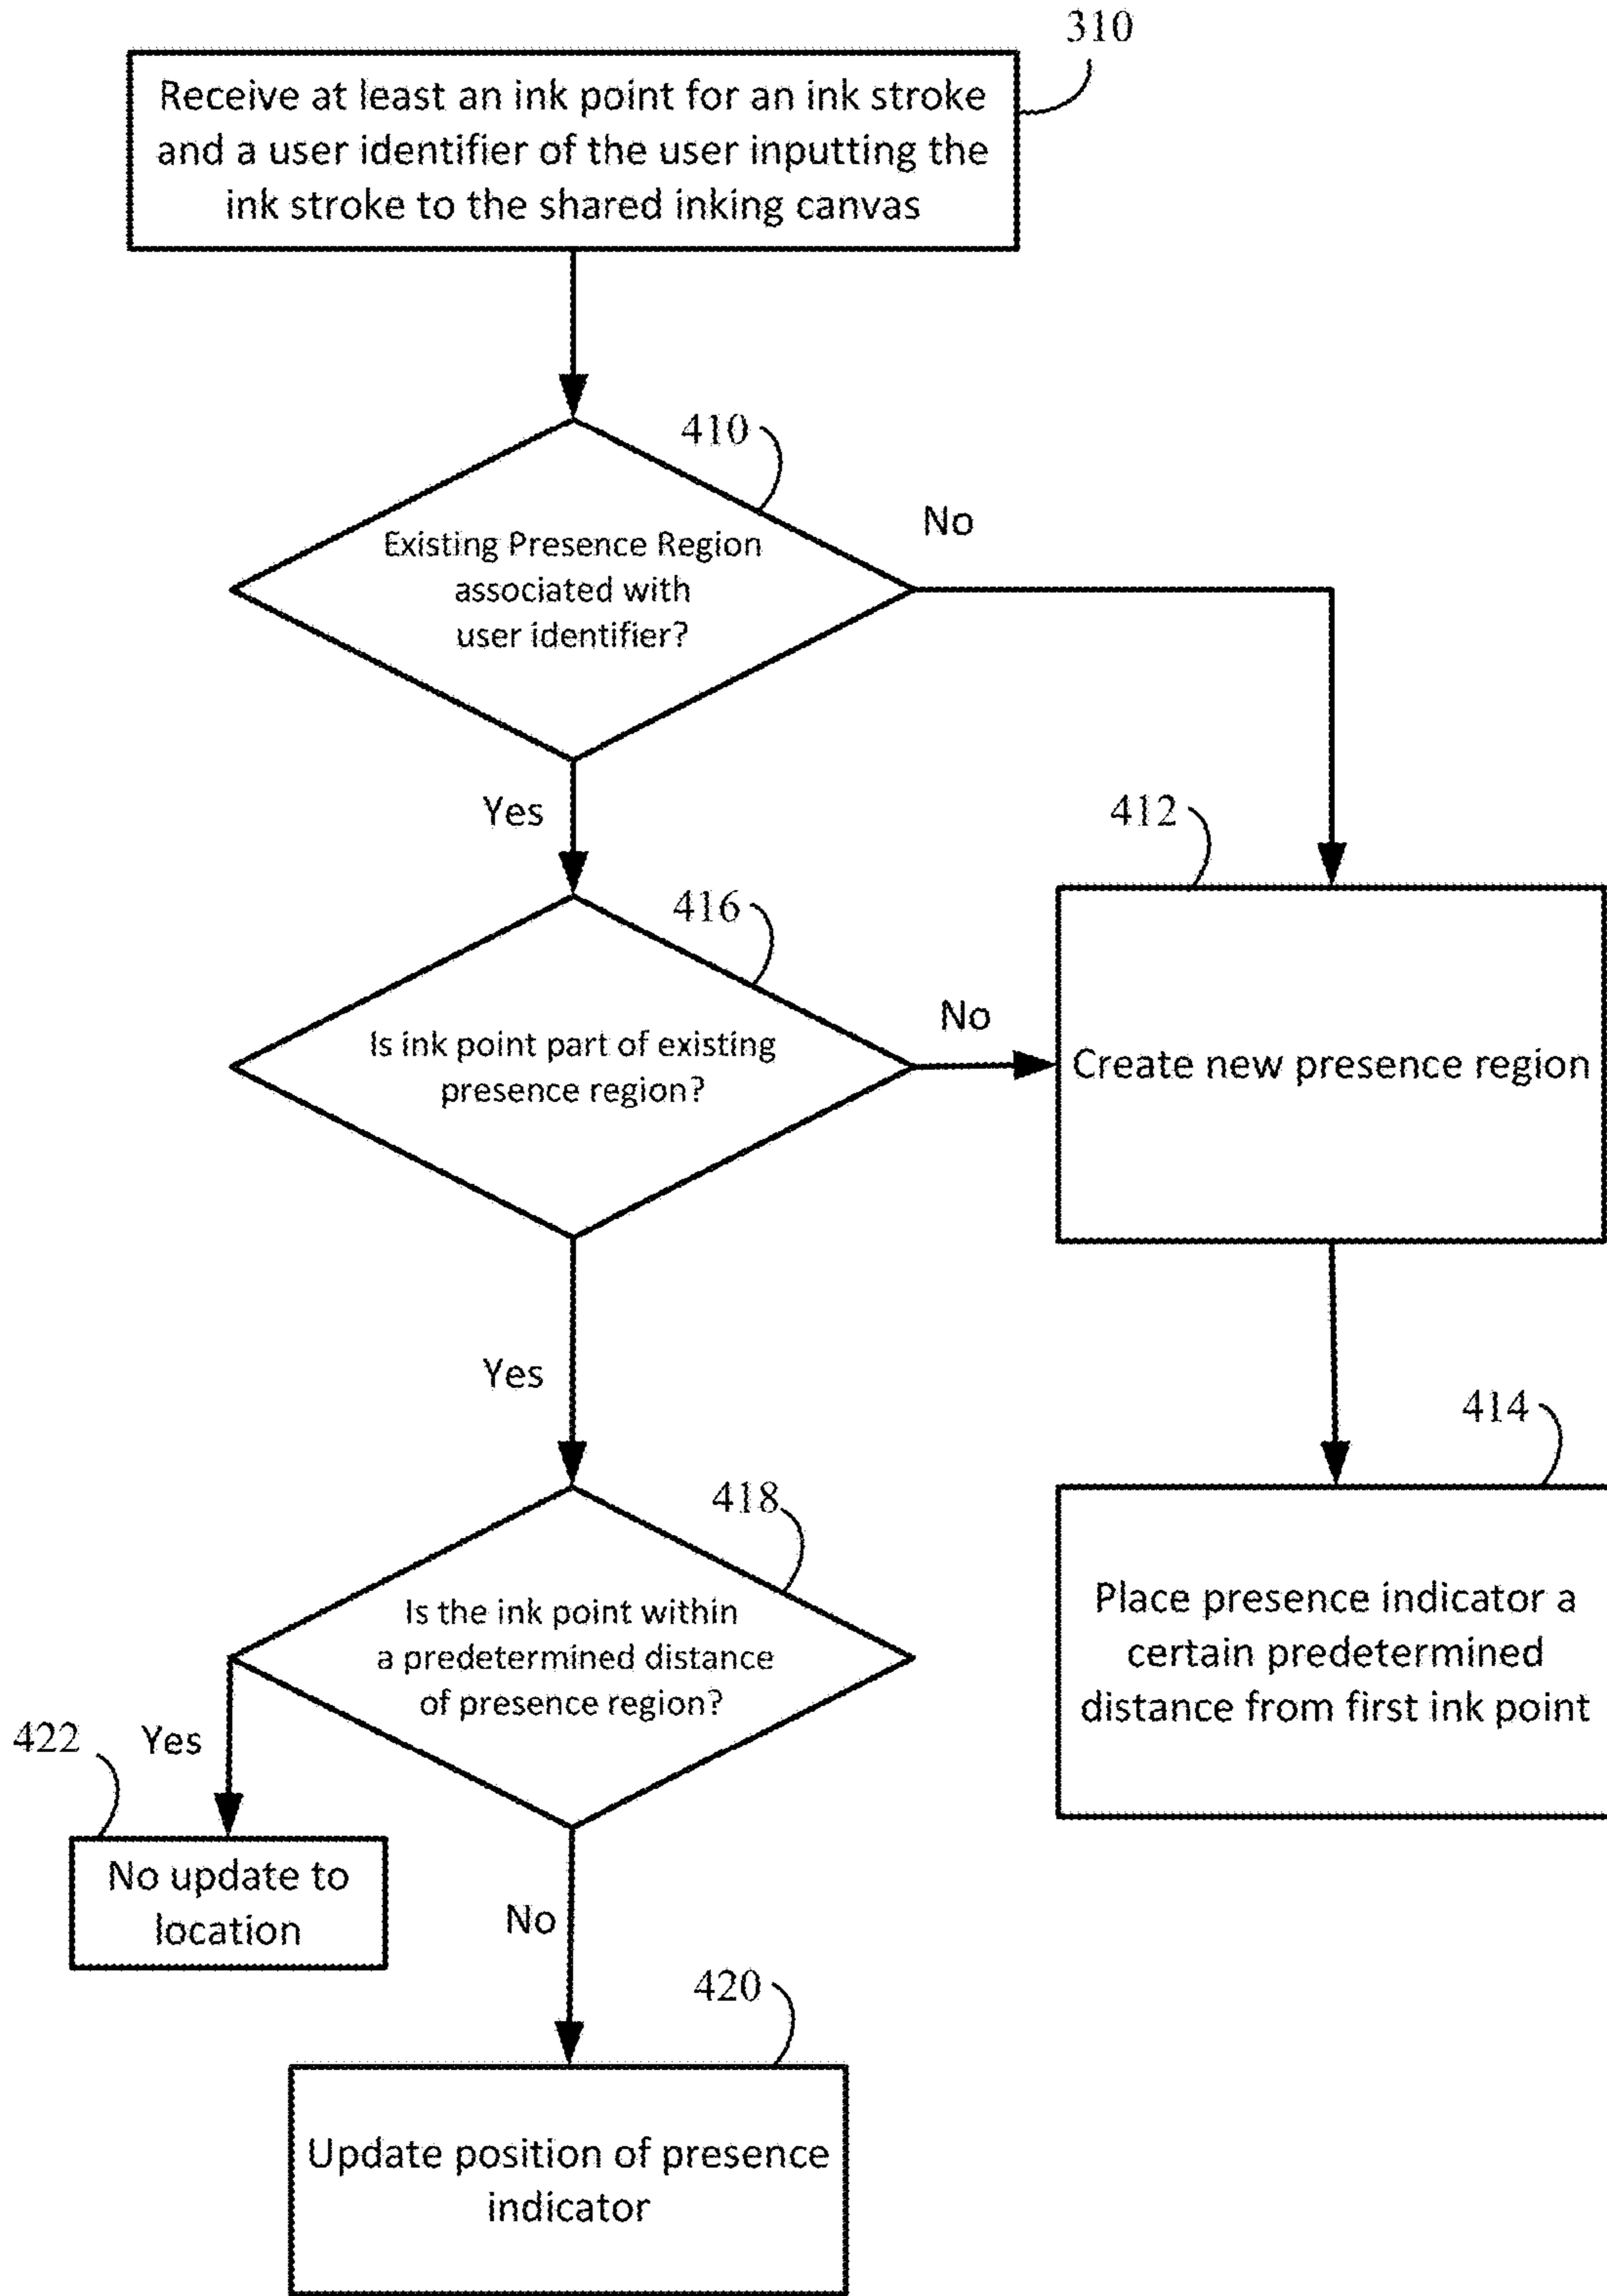 310
Receive at least an ink point for an ink stroke
and a user identifier of the user inputting the
ink stroke to the shared inking canvas
410
No
Existing Presence Region
associated with
user identifier?
Yes
412
416
No
Is ink point part of existing
presence region?
Create new presence region
Yes
414
418
Is the ink point within
a predetermined distance
of presence region?
Place presence indicator a
certain predetermined
distance from first ink point
422
Yes
No update to
location
No
420
Update position of presence
indicator